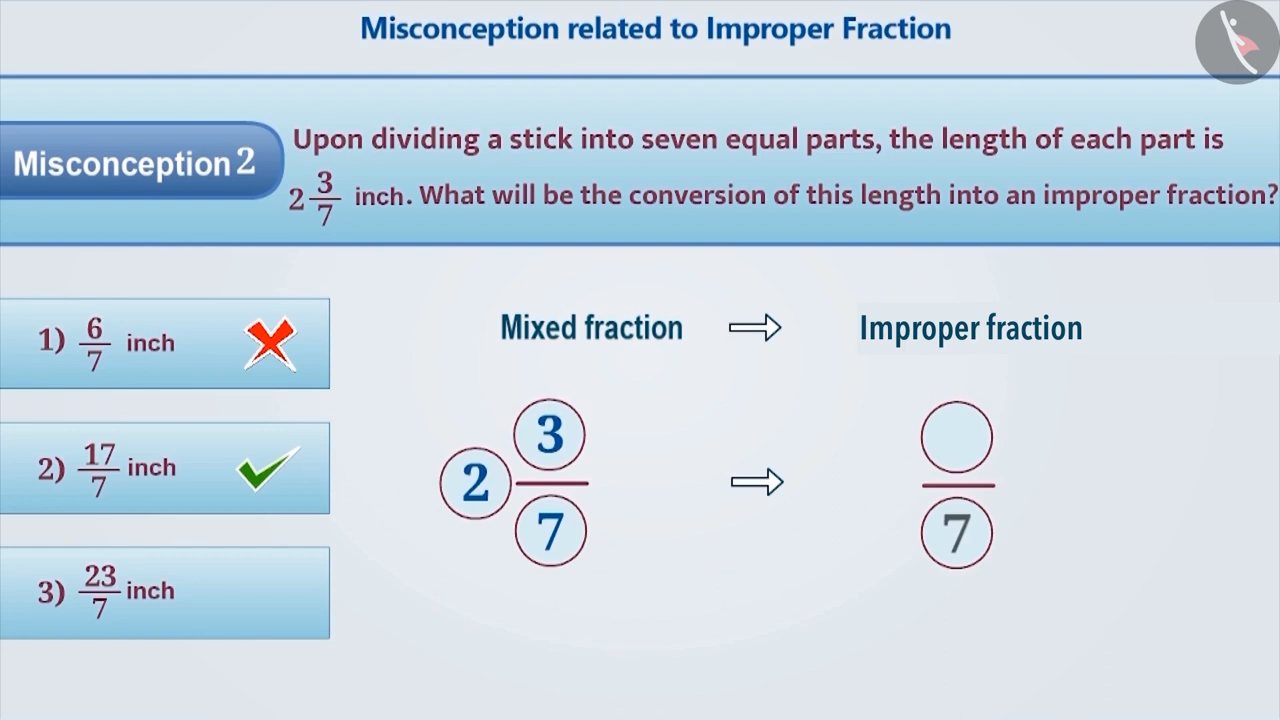 Misconception related to Improper Fraction
Misconception 2
Upon dividing a stick into seven equal parts, the length of each part is
2 3/7 inch. What will be the conversion of this length into an improper fraction?
1) 6/7 inch
2) 17/7 inch
3) 23/7 inch
Mixed fraction ⇨ Improper fraction
2 3/7 ⇨ /7